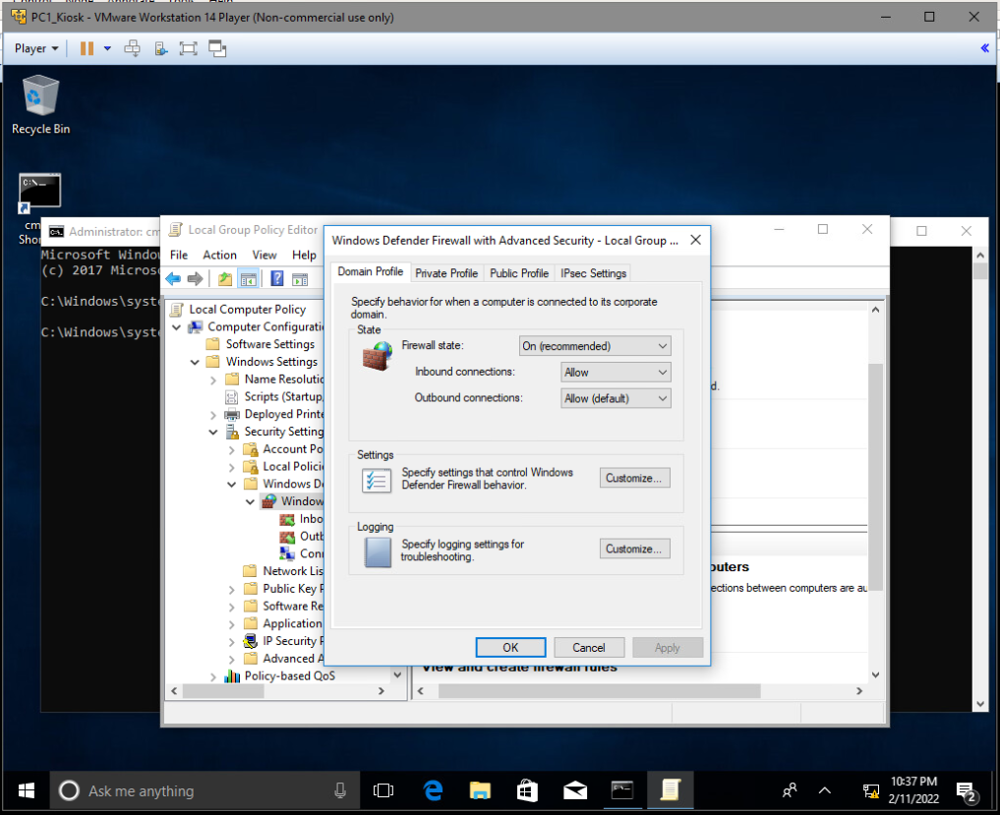 PC1_Kiosk - VMware Workstation 14 Player (Non-commercial use only)
Player
Recycle Bin
Administrator: cm
Microsoft Windo
(c) 2017 Micros
C:\Windows\syst
C:\Windows\syst
Local Group Policy Editor
File Action View Help
Local Computer Policy
Computer Configurati
Software Settings
Windows Settings
Name Resolutio
Scripts (Startup,
Deployed Printe
Security Setting
Account Po
Local Policie
Windows De
Window
Inbo
Outb
Conn
Network Lis
Public Key P
Software Re
Application
IP Security P
Advanced A
Policy-based QoS
Windows Defender Firewall with Advanced Security - Local Group ...
Domain Profile Private Profile Public Profile IPsec Settings
Specify behavior for when a computer is connected to its corporate
domain.
State
Firewall state: On (recommended)
Inbound connections: Allow
Outbound connections: Allow (default)
Settings
Specify settings that control Windows
Defender Firewall behavior.
Customize...
Logging
Specify logging settings for
troubleshooting.
Customize...
OK Cancel Apply
d.
puters
ections between computers are au
View and create firewall rules
Ask me anything
10:37 PM
2/11/2022
2